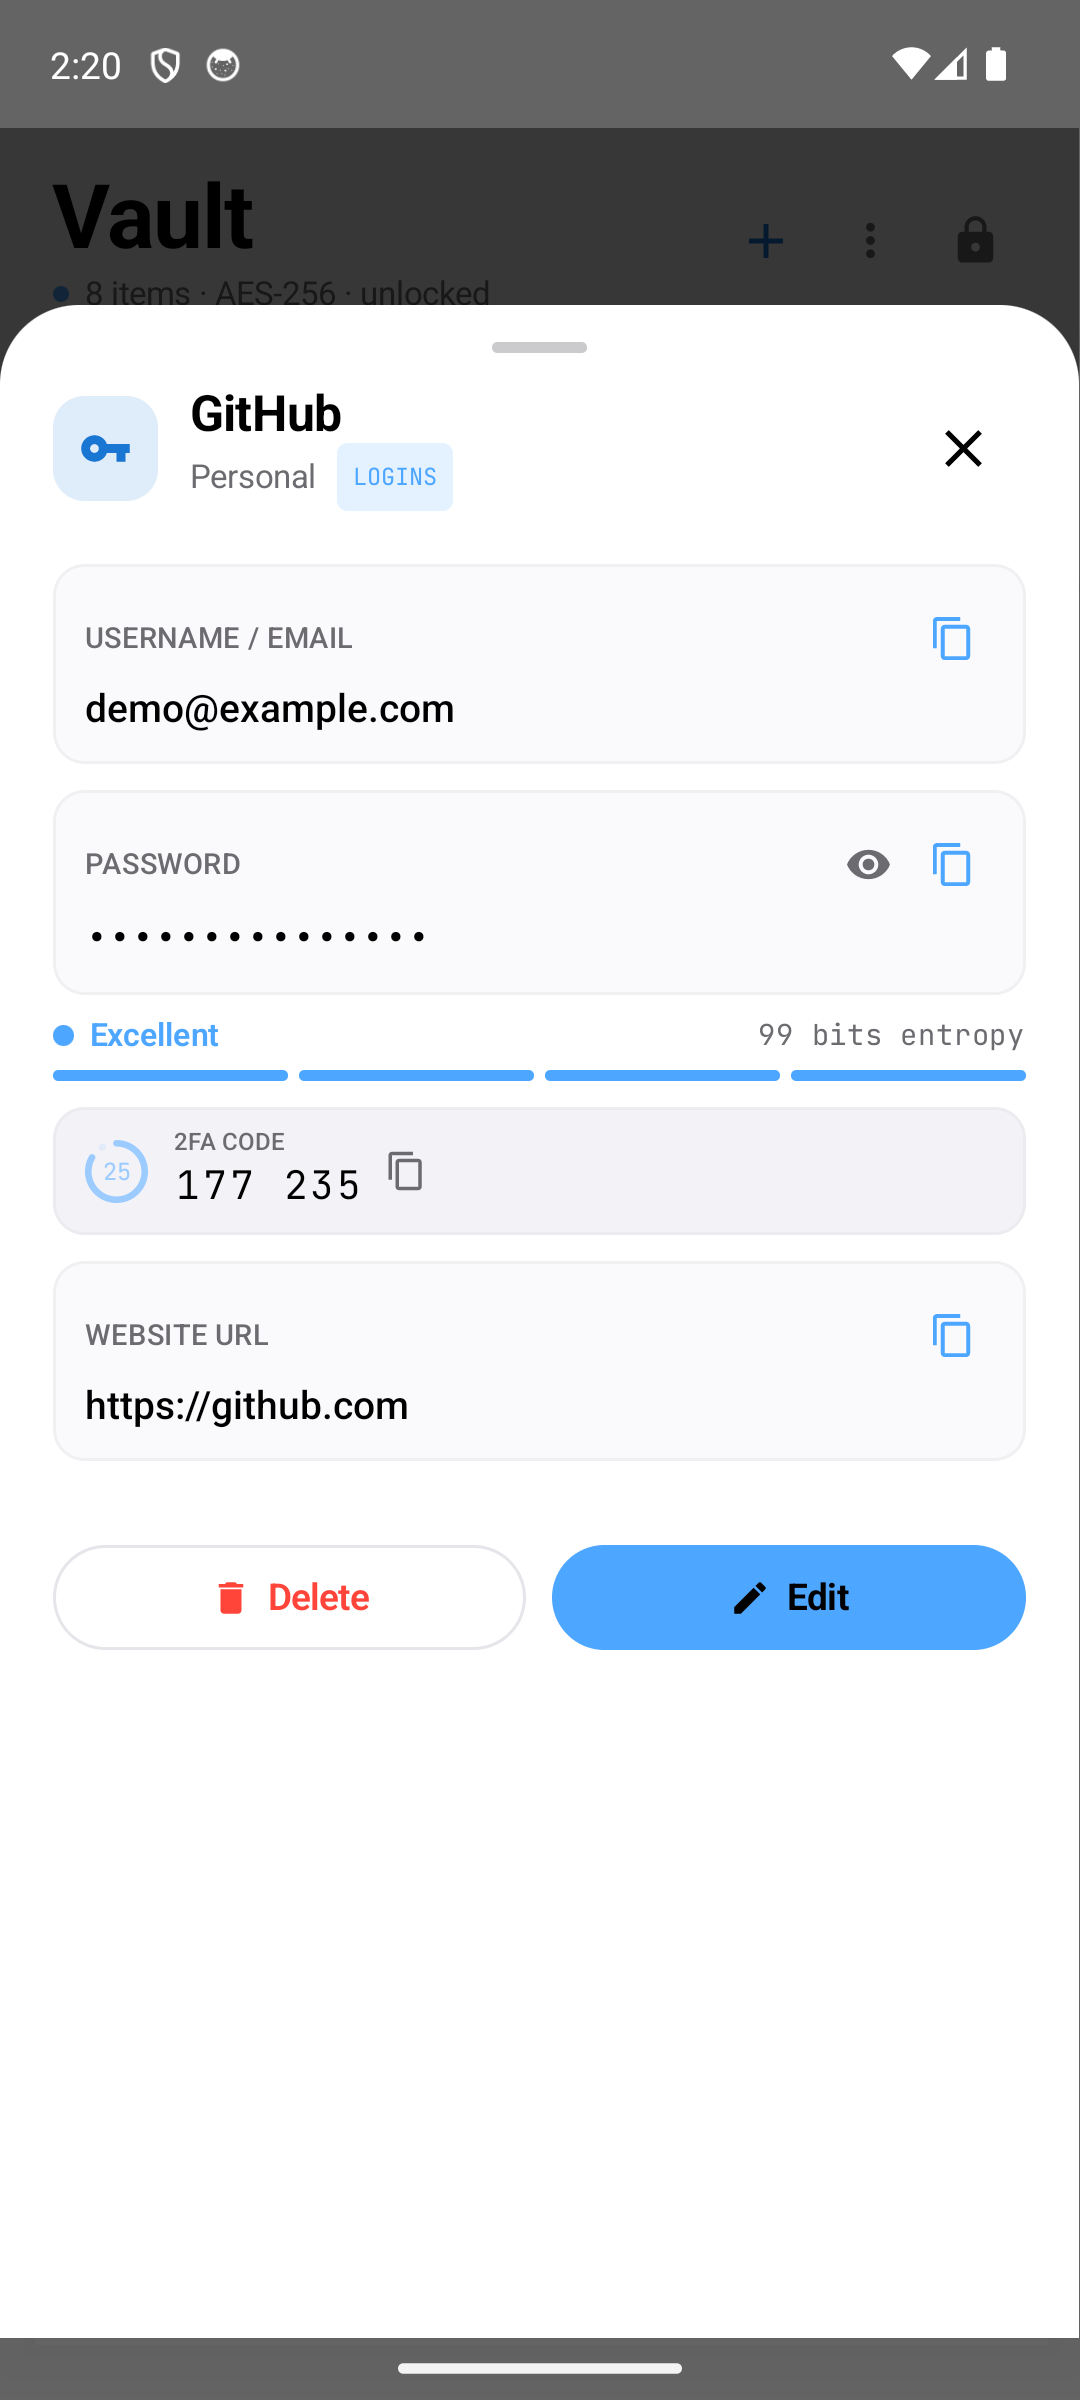 2:20
Vault
8 items · AES-256 · unlocked
GitHub
Personal LOGINS
USERNAME / EMAIL
demo@example.com
PASSWORD
•••••••••••••••
Excellent 99 bits entropy
2FA CODE
25
177 235
WEBSITE URL
https://github.com
Delete Edit